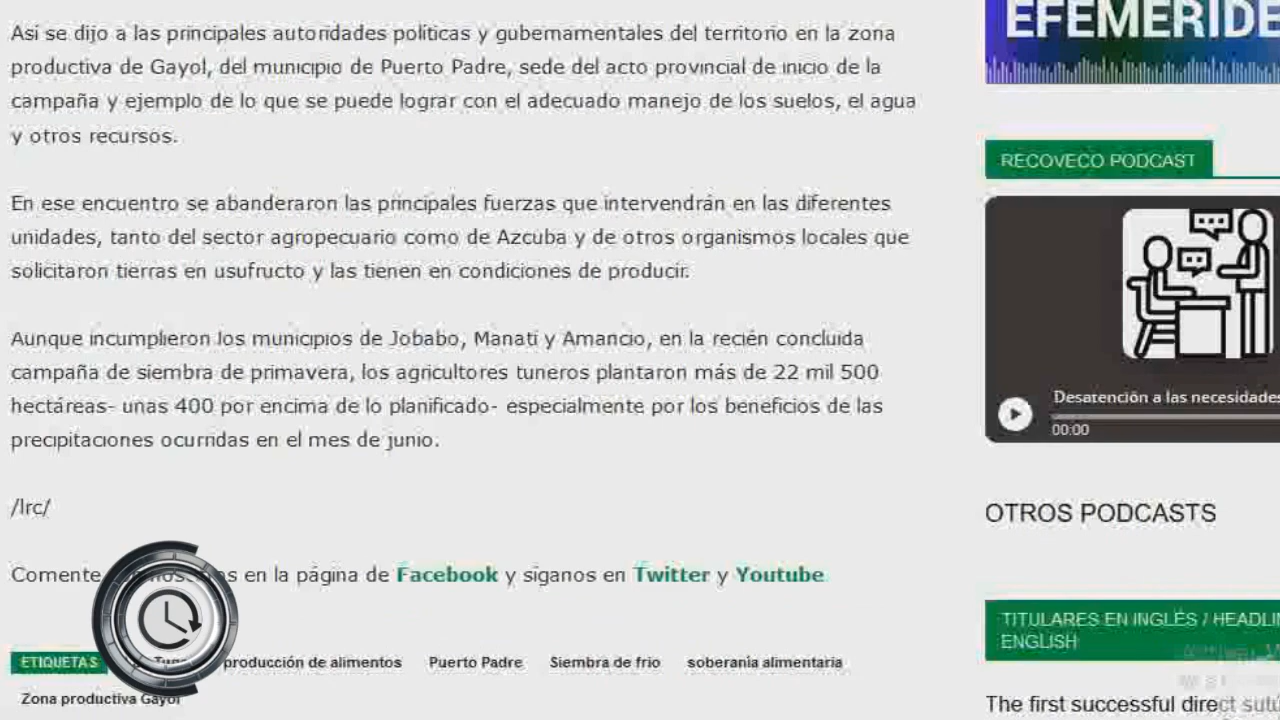 Así se dijo a las principales autoridades políticas y gubernamentales del territorio en la zona
productiva de Gayol, del municipio de Puerto Padre, sede del acto provincial de inicio de la
campaña y ejemplo de lo que se puede lograr con el adecuado manejo de los suelos, el agua
y otros recursos.
En ese encuentro se abanderaron las principales fuerzas que intervendrán en las diferentes
unidades, tanto del sector agropecuario como de Azcuba y de otros organismos locales que
solicitaron tierras en usufructo y las tienen en condiciones de producir.
Aunque incumplieron los municipios de Jobabo, Manatí y Amancio, en la recién concluida
campaña de siembra de primavera, los agricultores tuneros plantaron más de 22 mil 500
hectáreas- unas 400 por encima de lo planificado- especialmente por los beneficios de las
precipitaciones ocurridas en el mes de junio.
/lrc/
Comente en la página de Facebook y síganos en Twitter y Youtube
ETIQUETAS producción de alimentos Puerto Padre Siembra de frío soberanía alimentaria
Zona productiva Gayol
EFEMERIDE
RECOVECO PODCAST
Desatención a las necesidades
00:00
OTROS PODCASTS
TITULARES EN INGLÉS / HEADLIN
ENGLISH
The first successful direct sutu